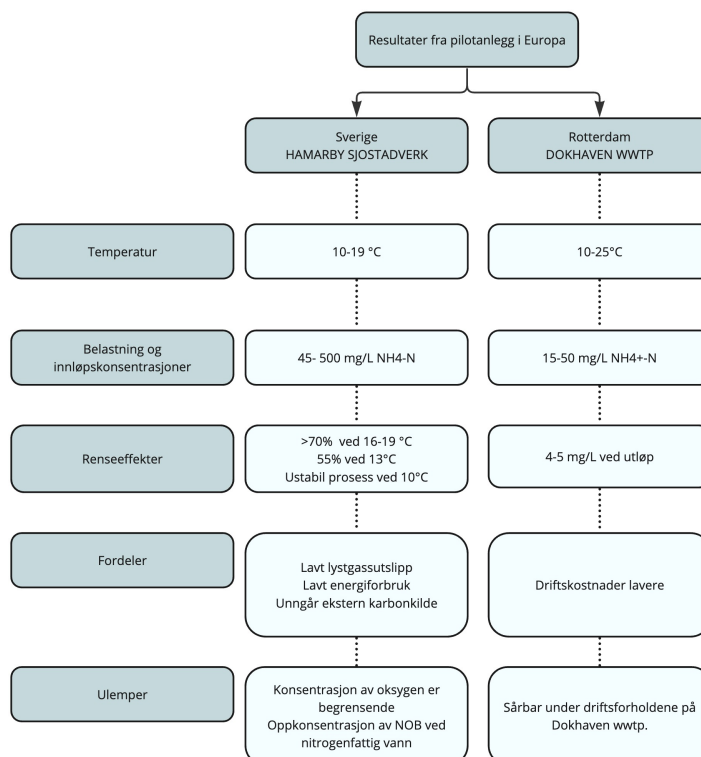 Resultater fra pilotanlegg i Europa
Sverige
HAMARBY SJOSTADVERK
Rotterdam
DOKHAVEN WWTP
Temperatur
10-19 °C
10-25°C
Belastning og
innløpskonsentrasjoner
45- 500 mg/L NH4-N
15-50 mg/L NH4+-N
Renseeffekter
>70% ved 16-19 °C
55% ved 13°C
Ustabil prosess ved 10°C
4-5 mg/L ved utløp
Fordeler
Lavt lystgassutslipp
Lavt energiforbruk
Unngår ekstern karbonkilde
Driftskostnader lavere
Ulemper
Konsentrasjon av oksygen er
begrensende
Oppkonsentrasjon av NOB ved
nitrogenfattig vann
Sårbar under driftsforholdene på
Dokhaven wwtp.